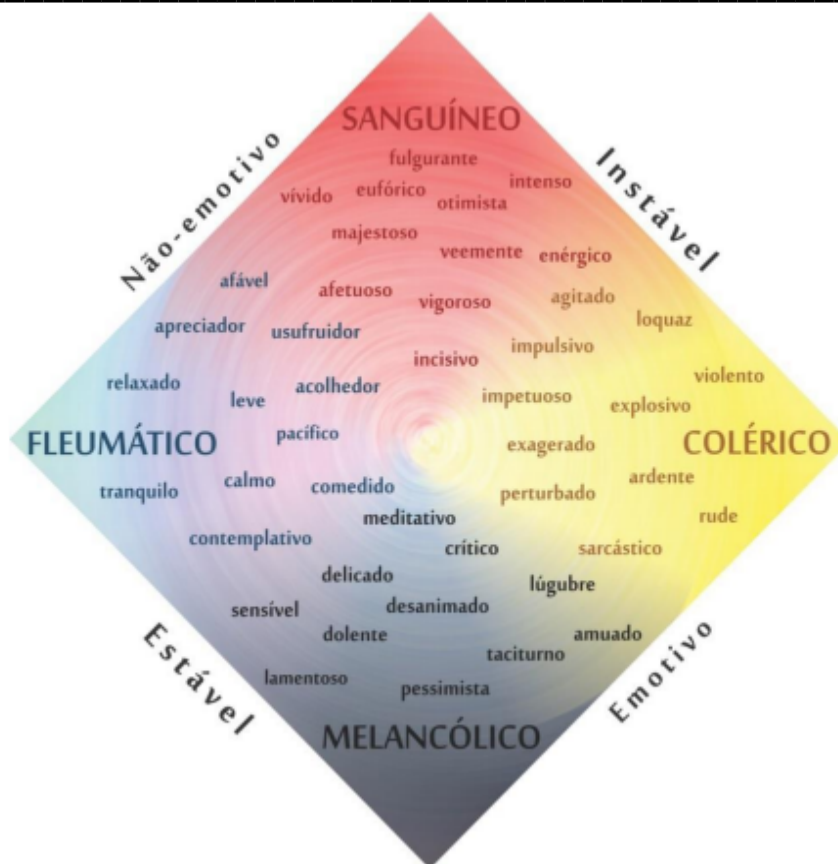 SANGUÍNEO
Não-emotivo
Instável
fulgurante
intenso
vívido
eufórico
otimista
majestoso
veemente
enérgico
afável
afetuoso
vigoroso
agitado
apreciador
usufruidor
loquaz
incisivo
impulsivo
relaxado
leve
acolhedor
impetuoso
violento
explosivo
pacífico
FLEUMÁTICO
exagerado
COLÉRICO
tranquilo
calmo
comedido
perturbado
ardente
meditativo
rude
contemplativo
crítico
sarcástico
delicado
lúgubre
sensível
desanimado
dolente
amuado
taciturno
Estável
Emotivo
lamentoso
pessimista
MELANCÓLICO